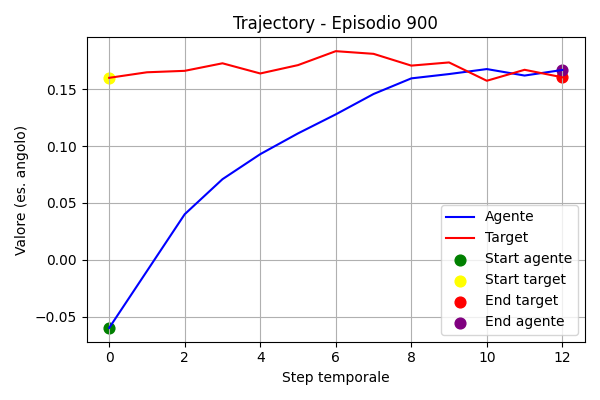 Trajectory - Episodio 900
Valore (es. angolo)
0.15
0.10
0.05
0.00
−0.05
0 2 4 6 8 10 12
Step temporale
Agente
Target
Start agente
Start target
End target
End agente